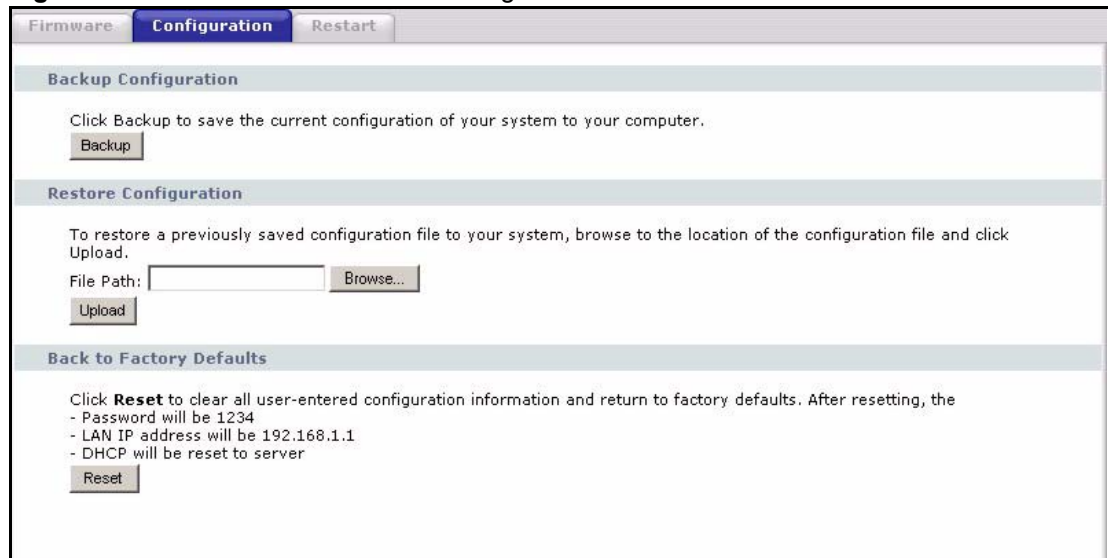 Firmware Configuration Restart
Backup Configuration
Click Backup to save the current configuration of your system to your computer.
Backup
Restore Configuration
To restore a previously saved configuration file to your system, browse to the location of the configuration file and click
Upload.
File Path: Browse...
Upload
Back to Factory Defaults
Click Reset to clear all user-entered configuration information and return to factory defaults. After resetting, the
- Password will be 1234
- LAN IP address will be 192.168.1.1
- DHCP will be reset to server
Reset